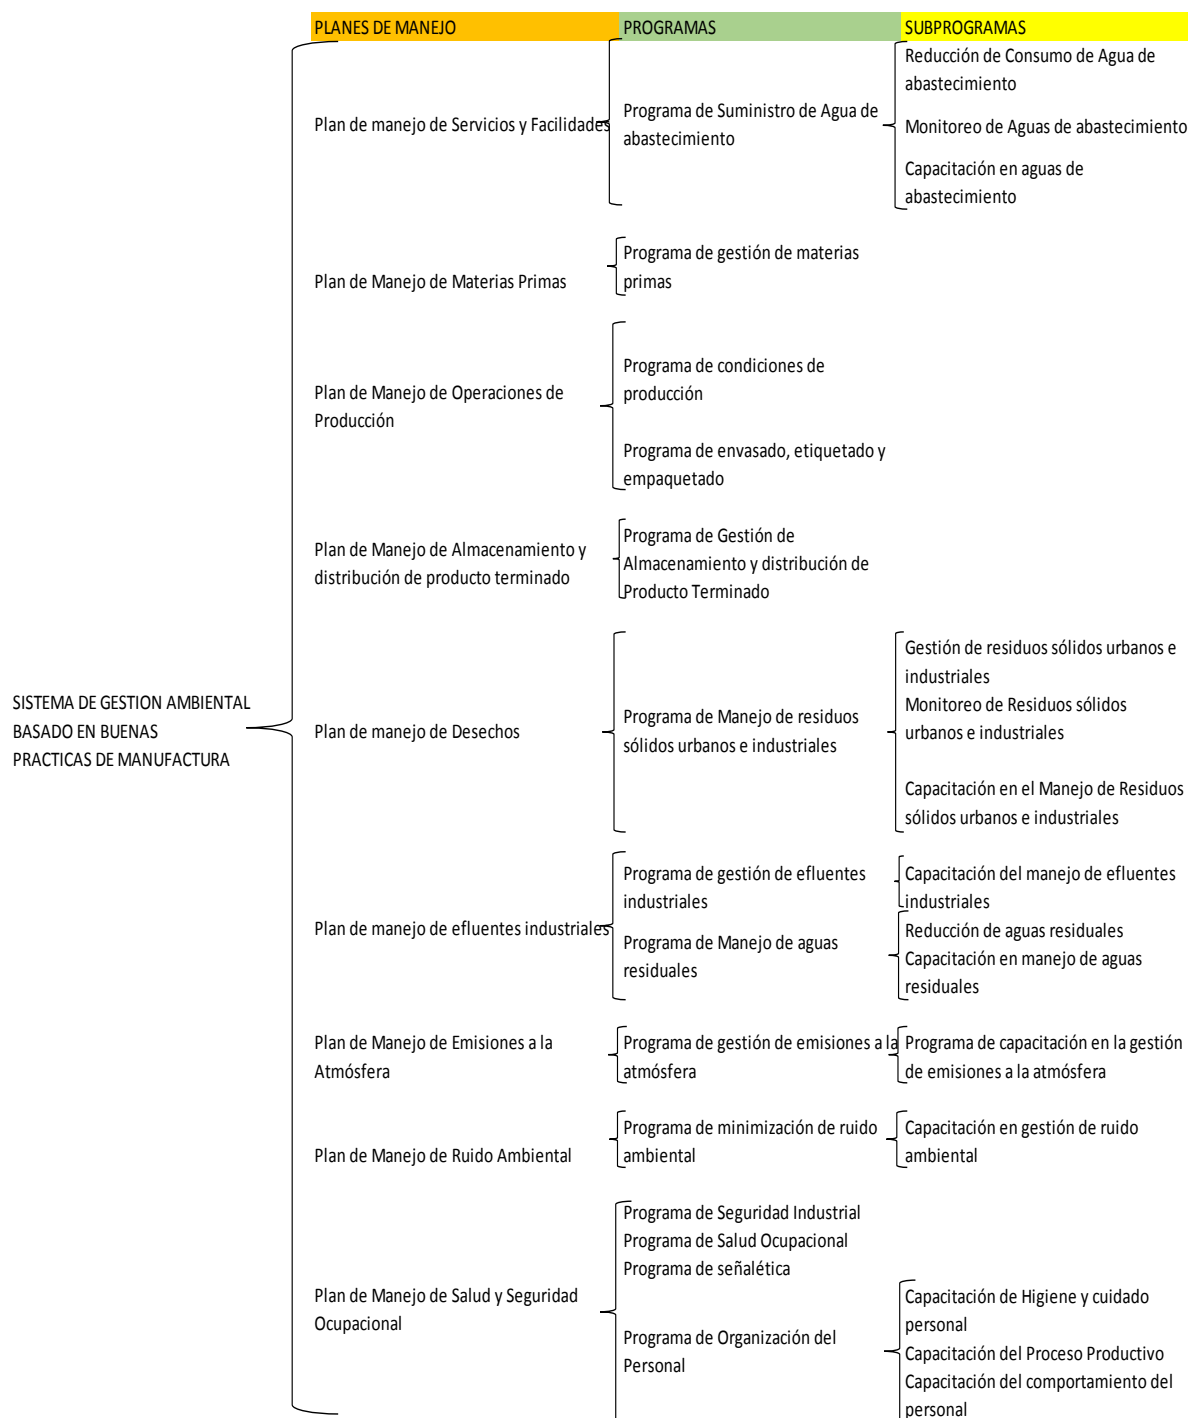 PLANES DE MANEJO
PROGRAMAS
SUBPROGRAMAS
SISTEMA DE GESTION AMBIENTAL
BASADO EN BUENAS
PRACTICAS DE MANUFACTURA
Plan de manejo de Servicios y Facilidades
Programa de Suministro de Agua de
abastecimiento
Reducción de Consumo de Agua de
abastecimiento
Monitoreo de Aguas de abastecimiento
Capacitación en aguas de
abastecimiento
Plan de Manejo de Materias Primas
Programa de gestión de materias
primas
Plan de Manejo de Operaciones de
Producción
Programa de condiciones de
producción
Programa de envasado, etiquetado y
empaquetado
Plan de Manejo de Almacenamiento y
distribución de producto terminado
Programa de Gestión de
Almacenamiento y distribución de
Producto Terminado
Plan de manejo de Desechos
Programa de Manejo de residuos
sólidos urbanos e industriales
Gestión de residuos sólidos urbanos e
industriales
Monitoreo de Residuos sólidos
urbanos e industriales
Capacitación en el Manejo de Residuos
sólidos urbanos e industriales
Plan de manejo de efluentes industriales
Programa de gestión de efluentes
industriales
Capacitación del manejo de efluentes
industriales
Programa de Manejo de aguas
residuales
Reducción de aguas residuales
Capacitación en manejo de aguas
residuales
Plan de Manejo de Emisiones a la
Atmósfera
Programa de gestión de emisiones a la
atmósfera
Programa de capacitación en la gestión
de emisiones a la atmósfera
Plan de Manejo de Ruido Ambiental
Programa de minimización de ruido
ambiental
Capacitación en gestión de ruido
ambiental
Plan de Manejo de Salud y Seguridad
Ocupacional
Programa de Seguridad Industrial
Programa de Salud Ocupacional
Programa de señalética
Programa de Organización del
Personal
Capacitación de Higiene y cuidado
personal
Capacitación del Proceso Productivo
Capacitación del comportamiento del
personal